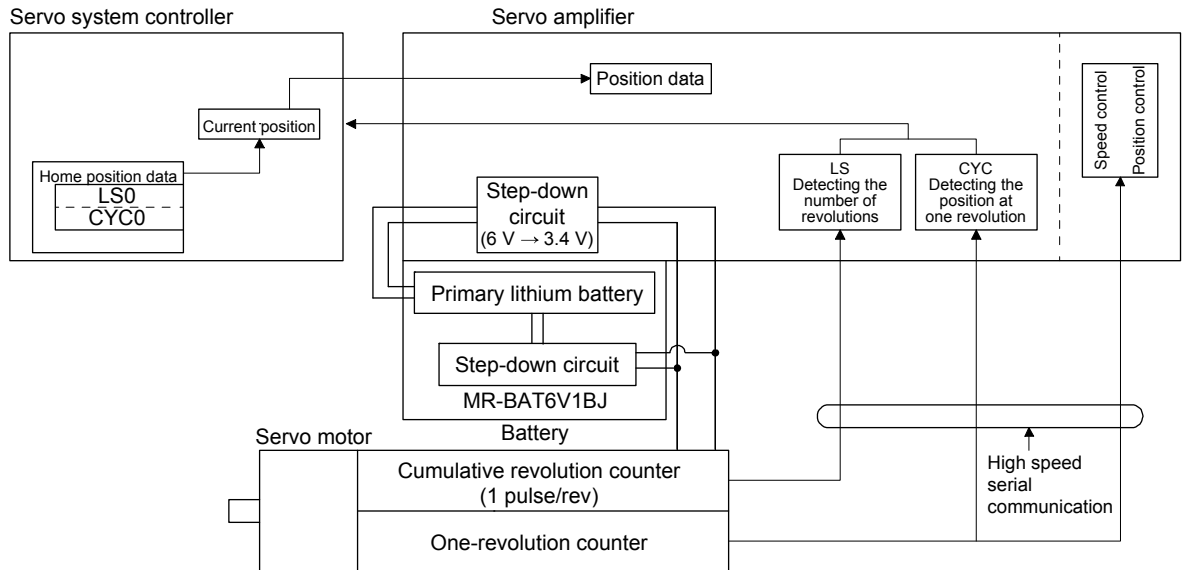 Servo system controller
Servo amplifier
Position data
Current position
Home position data
LS0
CYC0
Step-down
circuit
(6 V → 3.4 V)
LS
Detecting the
number of
revolutions
CYC
Detecting the
position at
one revolution
Speed control
Position control
Primary lithium battery
Step-down circuit
MR-BAT6V1BJ
Battery
Servo motor
Cumulative revolution counter
(1 pulse/rev)
One-revolution counter
High speed
serial
communication